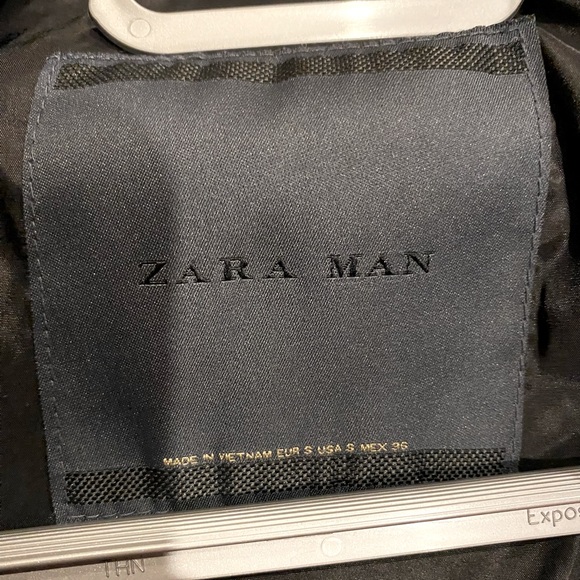 ZARA MAN
MADE IN VIETNAM EUR S USA S MEX 36
Expos
THN